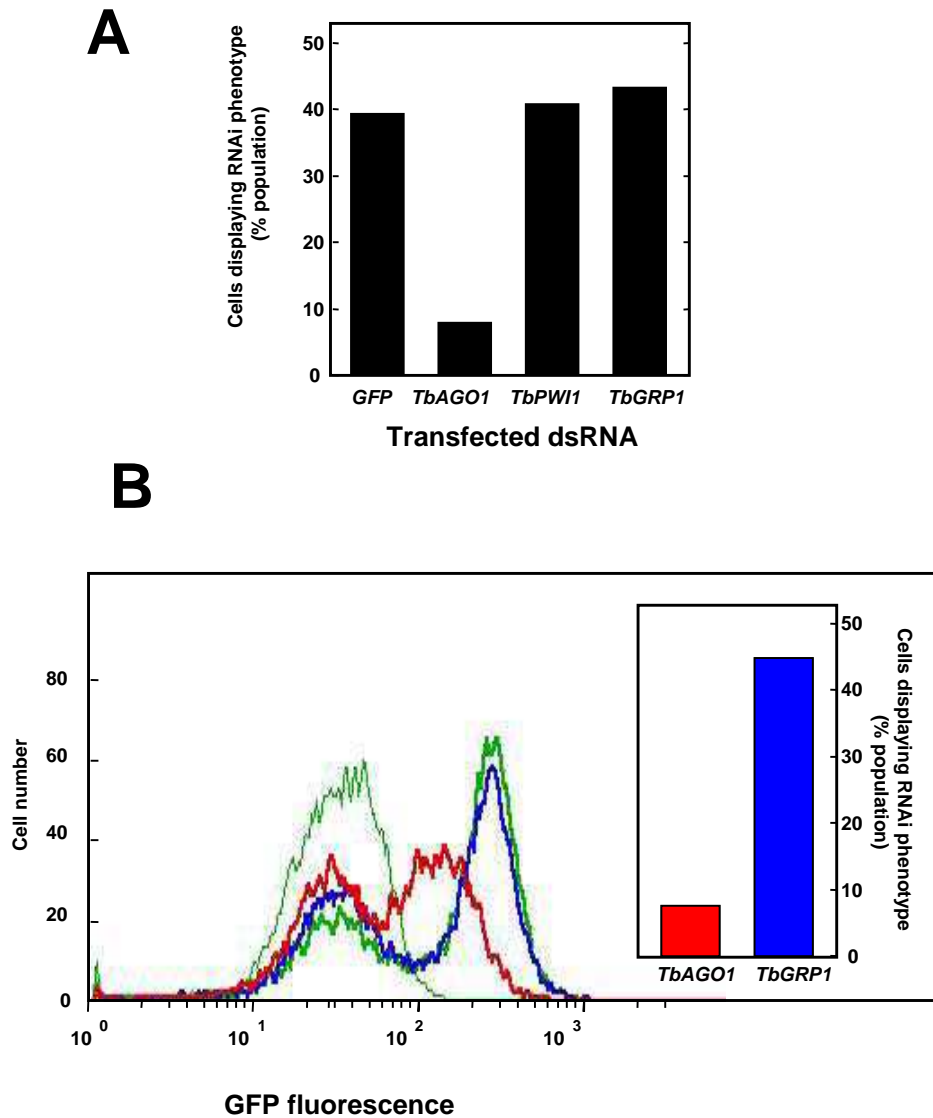 A
Cells displaying RNAi phenotype
(% population)
50
40
30
20
10
0
GFP TbAGO1 TbPWI1 TbGRP1
Transfected dsRNA
B
Cell number
80
60
40
20
0
10 0 10 1 10 2 10 3
GFP fluorescence
50
40
30
20
10
0
Cells displaying RNAi phenotype
(% population)
TbAGO1 TbGRP1